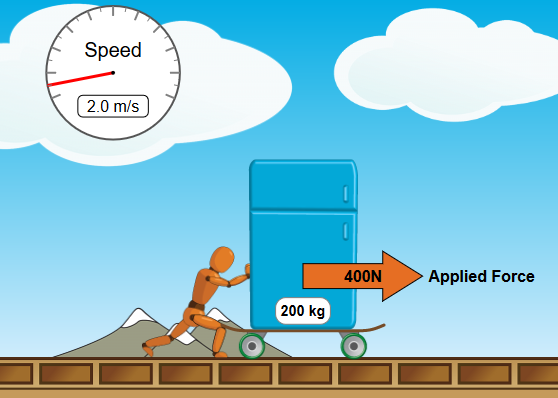 Speed
2.0 m/s
400N
Applied Force
200 kg